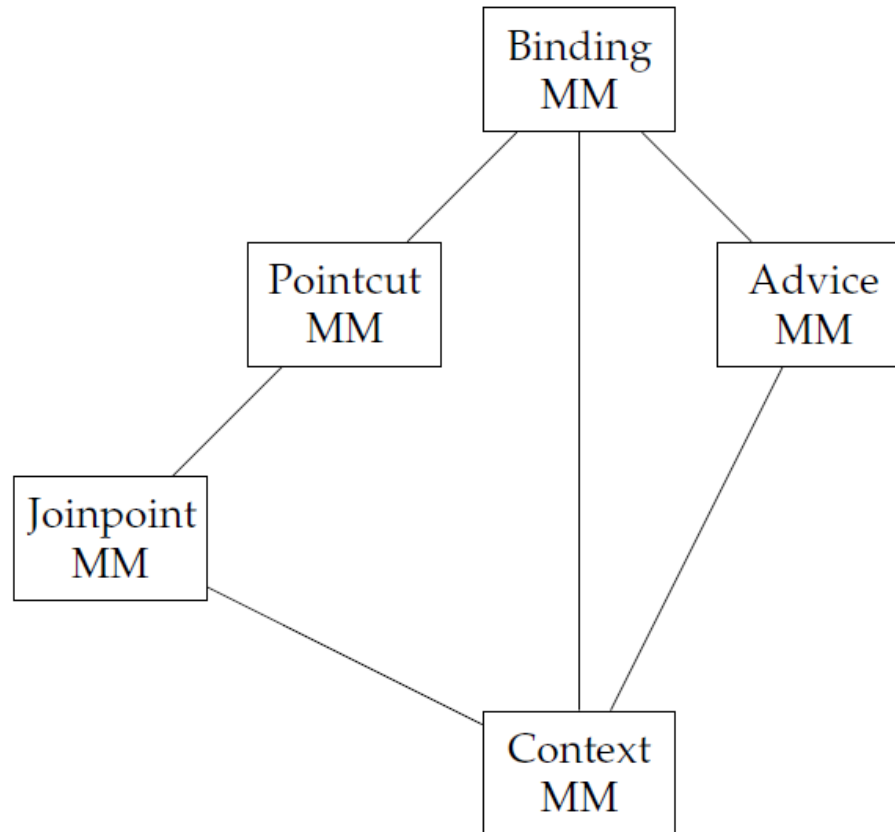 Binding
MM
Pointcut
MM
Advice
MM
Joinpoint
MM
Context
MM